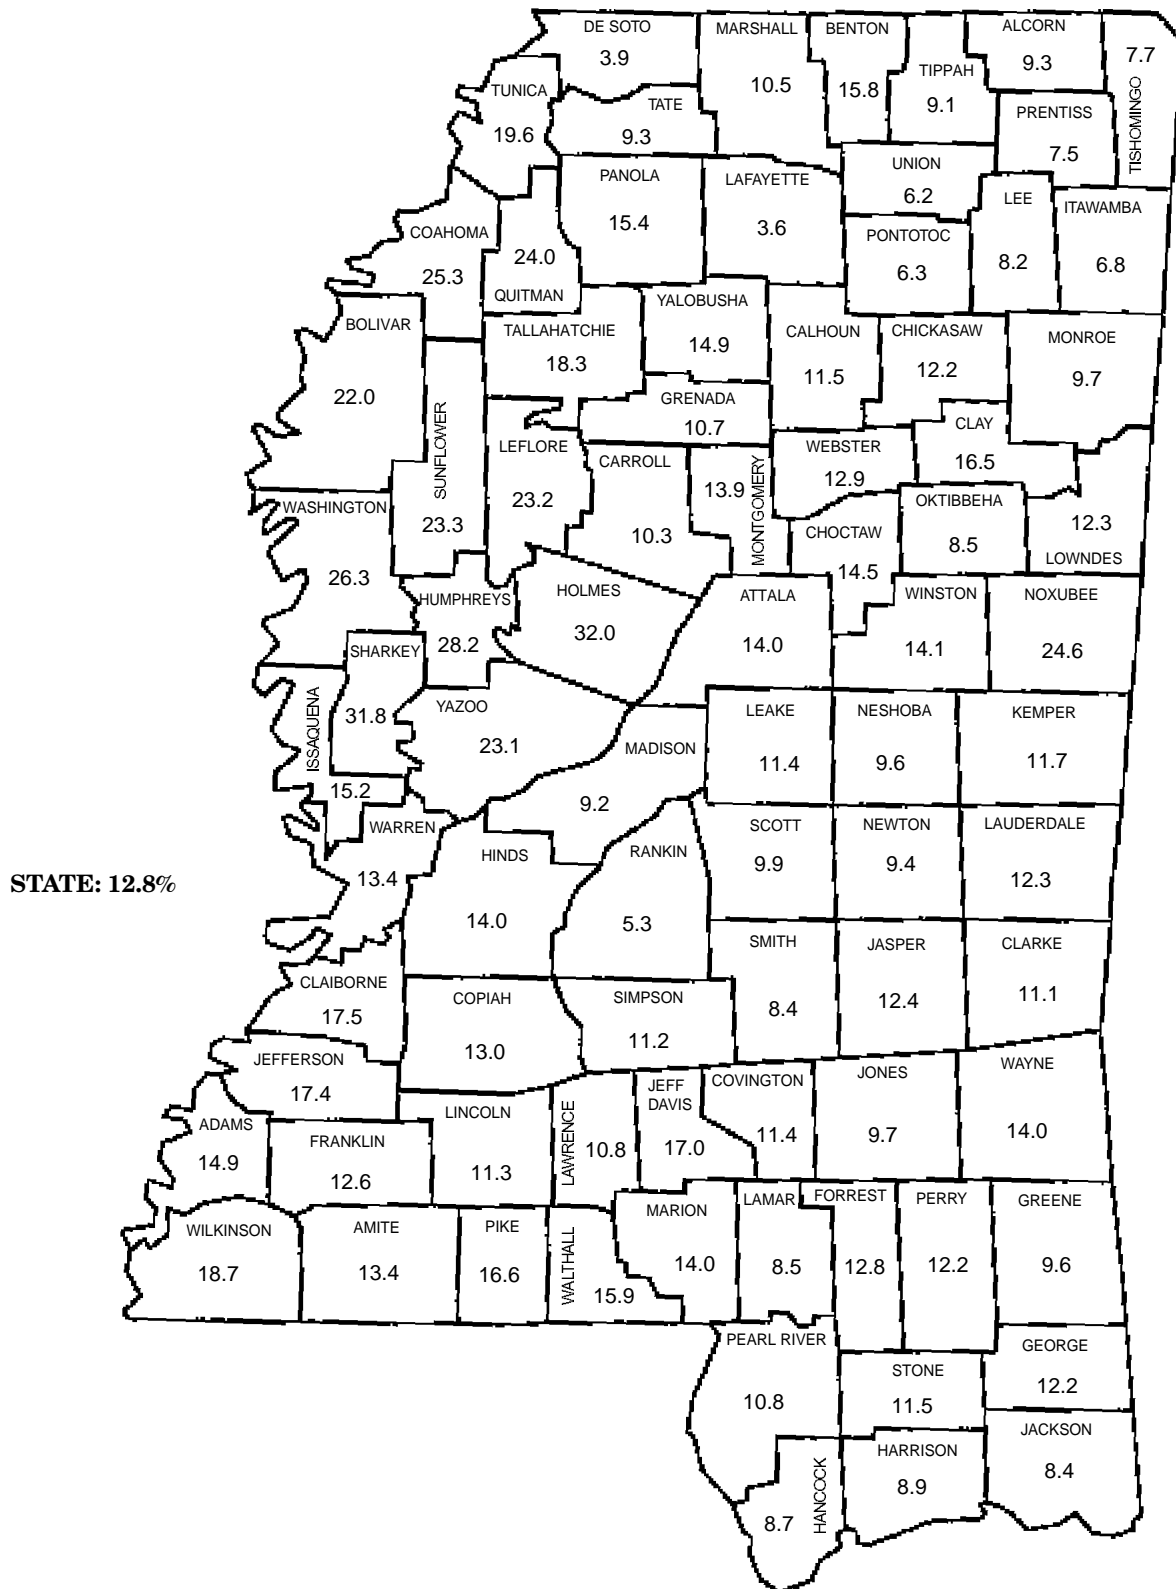 DE SOTO
3.9
MARSHALL
10.5
BENTON
15.8
TIPPAH
9.1
ALCORN
9.3
7.7
TISHOMINGO
TUNICA
19.6
TATE
9.3
PRENTISS
7.5
UNION
6.2
PANOLA
15.4
LAFAYETTE
3.6
LEE
8.2
ITAWAMBA
6.8
COAHOMA
25.3
24.0
QUITMAN
PONTOTOC
6.3
BOLIVAR
22.0
TALLAHATCHIE
18.3
YALOBUSHA
14.9
CALHOUN
11.5
CHICKASAW
12.2
MONROE
9.7
SUNFLOWER
23.3
GRENADA
10.7
LEFLORE
23.2
CARROLL
10.3
13.9
MONTGOMERY
WEBSTER
12.9
CLAY
16.5
WASHINGTON
26.3
CHOCTAW
14.5
OKTIBBEHA
8.5
12.3
LOWNDES
HUMPHREYS
28.2
HOLMES
32.0
ATTALA
14.0
WINSTON
14.1
NOXUBEE
24.6
SHARKEY
31.8
ISSAQUENA
15.2
YAZOO
23.1
MADISON
9.2
LEAKE
11.4
NESHOBA
9.6
KEMPER
11.7
WARREN
13.4
HINDS
14.0
RANKIN
5.3
SCOTT
9.9
NEWTON
9.4
LAUDERDALE
12.3
STATE: 12.8%
CLAIBORNE
17.5
COPIAH
13.0
SIMPSON
11.2
SMITH
8.4
JASPER
12.4
CLARKE
11.1
JEFFERSON
17.4
LINCOLN
11.3
LAWRENCE
10.8
JEFF
DAVIS
17.0
COVINGTON
11.4
JONES
9.7
WAYNE
14.0
ADAMS
14.9
FRANKLIN
12.6
WILKINSON
18.7
AMITE
13.4
PIKE
16.6
WALTHALL
15.9
MARION
14.0
LAMAR
8.5
FORREST
12.8
PERRY
12.2
GREENE
9.6
PEARL RIVER
10.8
STONE
11.5
GEORGE
12.2
HANCOCK
8.7
HARRISON
8.9
JACKSON
8.4